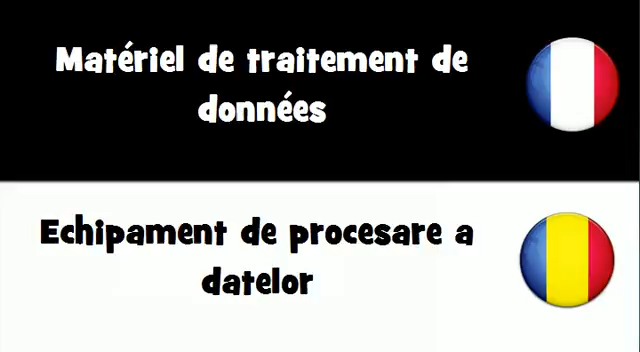 Matériel de traitement de
données
Echipament de procesare a
datelor